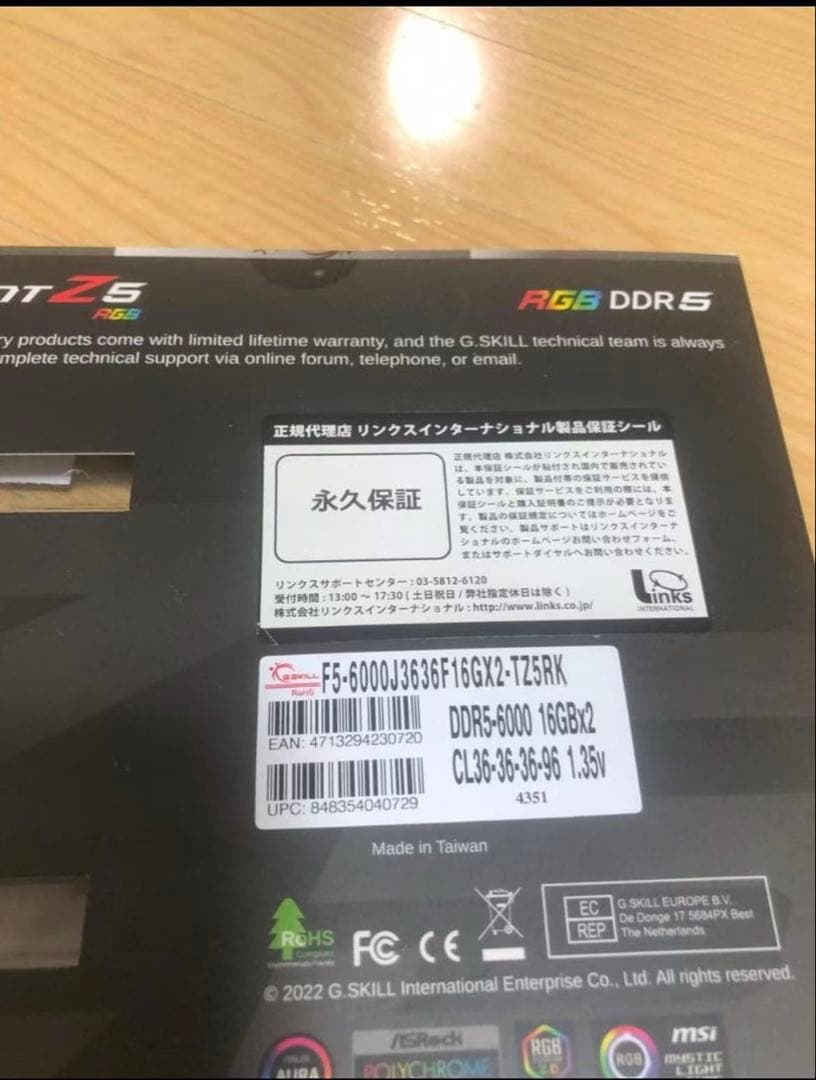 NT Z5
RGB
RGB DDR5
ry products come with limited lifetime warranty, and the G.SKILL technical team is always
mplete technical support via online forum, telephone, or email.
正規代理店 リンクスインターナショナル製品保証シール
永久保証
正規代理店 株式会社リンクスインターナショナル
は、本保証シールが貼付され国内で販売されてい
る製品を対象に、製品付帯の保証サービスを提供
しています。保証サービスをご利用の際には、本
保証シールと購入証明書のご提示が必要となりま
す。製品の保証規定についてはホームページをご
覧ください。製品サポートはリンクスインターナ
ショナルのホームページお問い合わせフォーム、
またはサポートダイヤルへお問い合わせください。
リンクスサポートセンター：03-5812-6120
受付時間：13:00 〜 17:30 ( 土日祝日 / 弊社指定休日は除く )
株式会社リンクスインターナショナル：http://www.links.co.jp/
Links
INTERNATIONAL
G.SKILL
RoHS
F5-6000J3636F16GX2-TZ5RK
DDR5-6000 16GBx2
EAN: 4713294230720
CL36-36-36-96 1.35v
UPC: 848354040729
4351
Made in Taiwan
RoHS
Compliant
FC CE
EC REP
G.SKILL EUROPE B.V.
De Donge 17 5684PX Best
The Netherlands
© 2022 G.SKILL International Enterprise Co., Ltd. All rights reserved.
AURA
ASRock
POLYCHROME
RGB
2.0
RGB
msi
MYSTIC
LIGHT